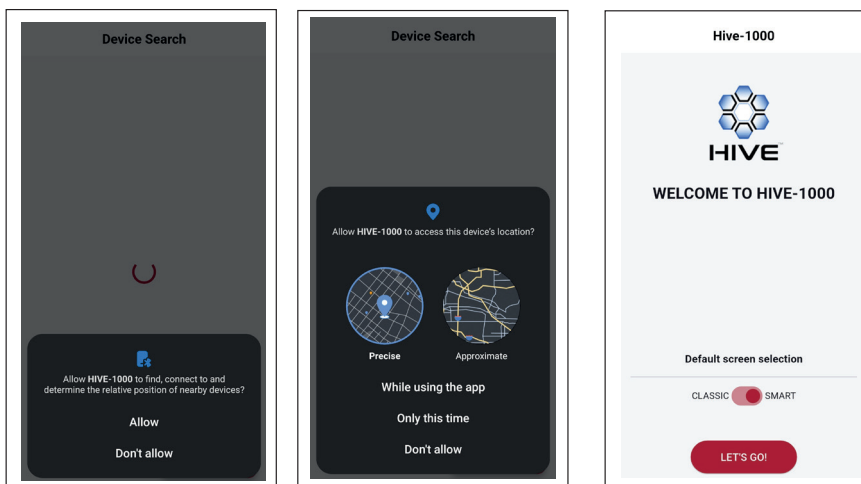 Device Search
Allow HIVE-1000 to find, connect to and
determine the relative position of nearby devices?
Allow
Don't allow
Device Search
Allow HIVE-1000 to access this device's location?
Precise
Approximate
While using the app
Only this time
Don't allow
Hive-1000
HIVE
WELCOME TO HIVE-1000
Default screen selection
CLASSIC SMART
LET'S GO!